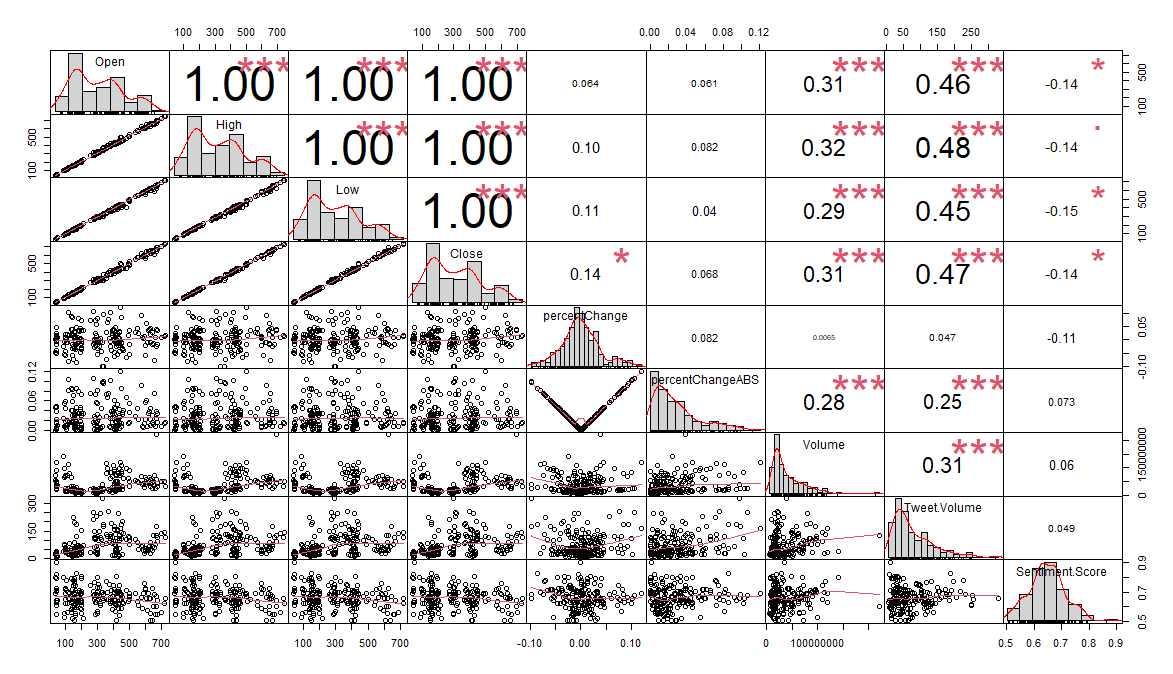 100 300 500 700 100 300 500 700 0.00 0.04 0.08 0.12 0 50 150 250
Open 1.00 *** 1.00 *** 1.00 *** 0.064 0.061 0.31 *** 0.46 *** -0.14 * 100 500
100 500 High 1.00 *** 1.00 *** 0.10 0.082 0.32 *** 0.48 *** -0.14 .
Low 1.00 *** 0.11 0.04 0.29 *** 0.45 *** -0.15 * 100 500
100 500 Close 0.14 * 0.068 0.31 *** 0.47 *** -0.14 *
percentChange 0.082 0.0065 0.047 -0.11 -0.10 0.05
0.00 0.06 0.12 percentChangeABS 0.28 *** 0.25 *** 0.073
Volume 0.31 *** 0.06 0 150000000
0 150 300 Tweet.Volume 0.049
Sentiment.Score 0.5 0.7 0.9
100 300 500 700 100 300 500 700 -0.10 0.00 0.10 0 100000000 0.5 0.6 0.7 0.8 0.9